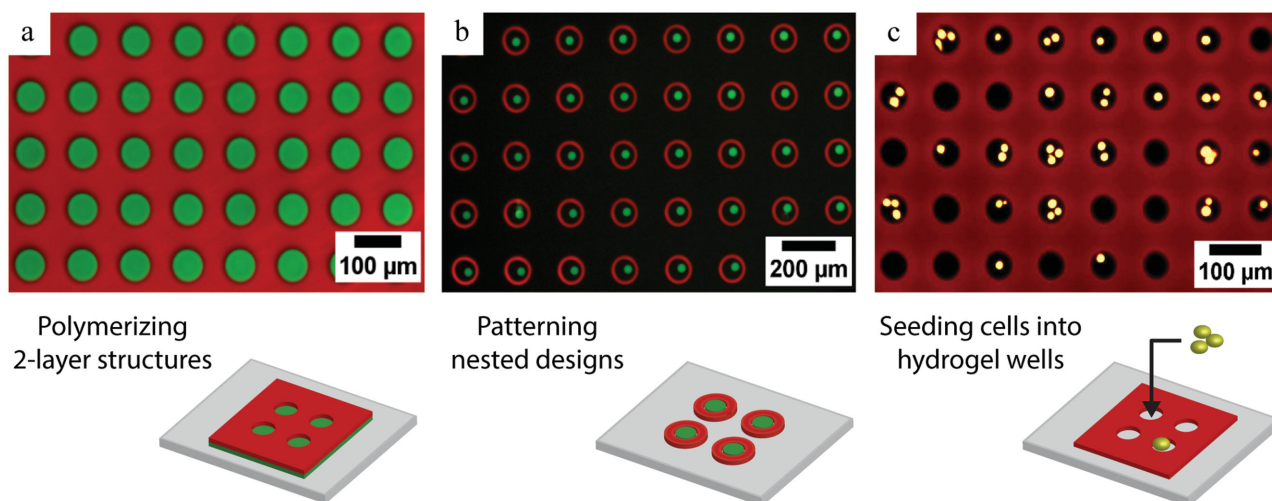 a
b
c
100 µm
200 µm
100 µm
Polymerizing
2-layer structures
Patterning
nested designs
Seeding cells into
hydrogel wells